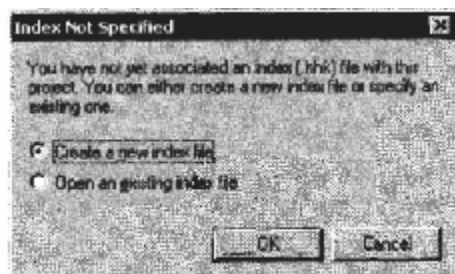 Index Not Specified
You have not yet associated an index (.hhk) file with this
project. You can either create a new index file or specify an
existing one.
Create a new index file
Open an existing index file
OK
Cancel